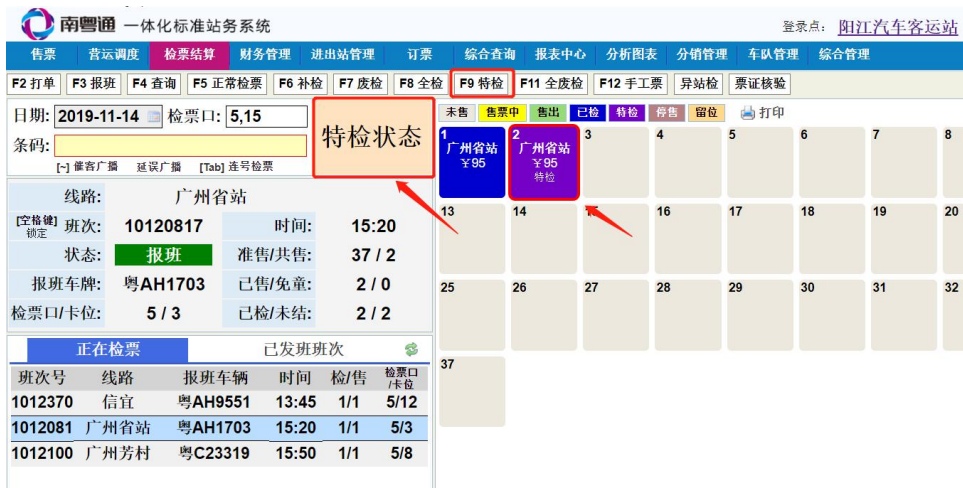 南粤通 一体化标准站务系统
登录点: 阳江汽车客运站
售票 营运调度 检票结算 财务管理 进出站管理 订票 综合查询 报表中心 分析图表 分销管理 车队管理 综合管理
F2 打单 F3 报班 F4 查询 F5 正常检票 F6 补检 F7 废检 F8 全检 F9 特检 F11 全废检 F12 手工票 异站检 票证核验
日期: 2019-11-14 检票口: 5,15
条码:
[~] 催客广播 延误广播 [Tab] 连号检票
特检状态
未售 售票中 售出 已检 特检 停售 留位 打印
线路: 广州省站
[空格键]锁定 班次: 10120817 时间: 15:20
状态: 报班 准售/共售: 37 / 2
报班车牌: 粤AH1703 已售/免童: 2 / 0
检票口/卡位: 5 / 3 已检/未结: 2 / 2
正在检票 已发班班次
班次号 线路 报班车辆 时间 检/售 检票口/卡位
1012370 信宜 粤AH9551 13:45 1/1 5/12
1012081 广州省站 粤AH1703 15:20 1/1 5/3
1012100 广州芳村 粤C23319 15:50 1/1 5/8
1 2 3 4 5 6 7 8
广州省站 广州省站
¥95 ¥95
特检
13 14 15 16 17 18 19 20
25 26 27 28 29 30 31 32
37